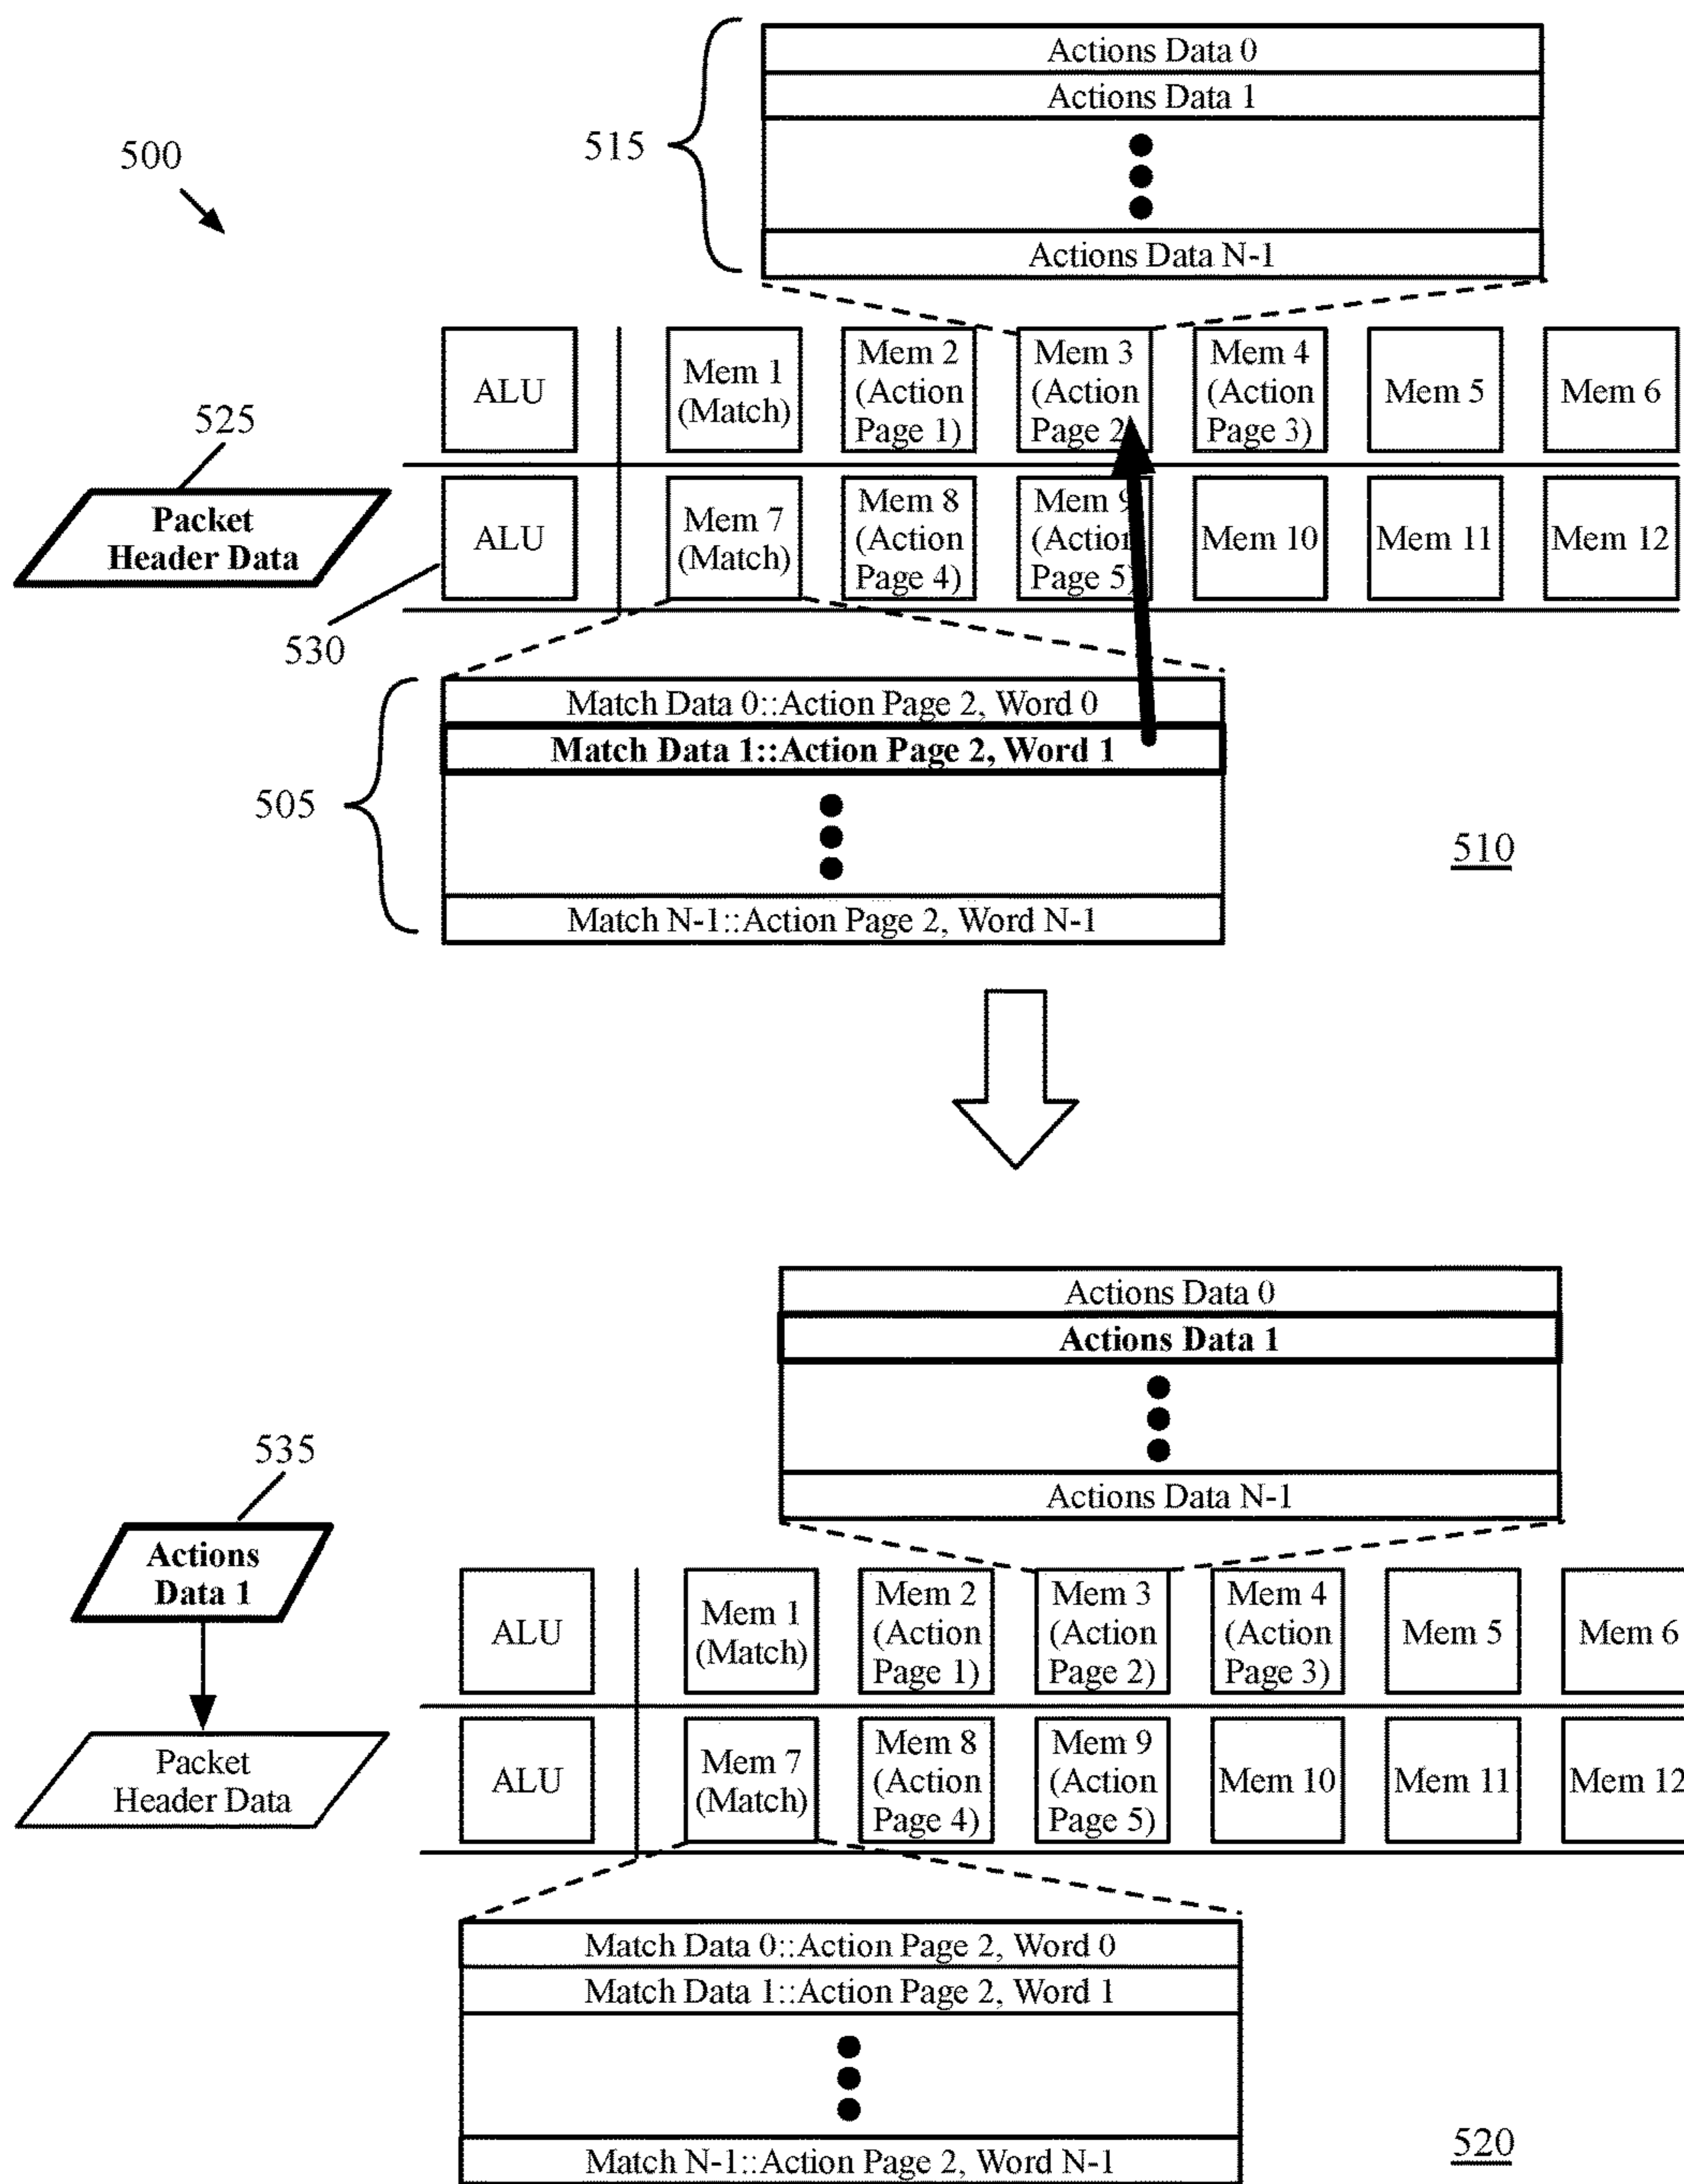 Actions Data 0
Actions Data 1
515
500
Actions Data N-1
ALU
Mem 1
(Match)
Mem 2
(Action
Page 1)
Mem 3
(Action
Page 2)
Mem 4
(Action
Page 3)
Mem 5
Mem 6
525
Packet
Header Data
ALU
Mem 7
(Match)
Mem 8
(Action
Page 4)
Mem 9
(Action
Page 5)
Mem 10
Mem 11
Mem 12
530
Match Data 0::Action Page 2, Word 0
Match Data 1::Action Page 2, Word 1
505
510
Match N-1::Action Page 2, Word N-1
Actions Data 0
Actions Data 1
535
Actions Data N-1
Actions
Data 1
ALU
Mem 1
(Match)
Mem 2
(Action
Page 1)
Mem 3
(Action
Page 2)
Mem 4
(Action
Page 3)
Mem 5
Mem 6
Packet
Header Data
ALU
Mem 7
(Match)
Mem 8
(Action
Page 4)
Mem 9
(Action
Page 5)
Mem 10
Mem 11
Mem 12
Match Data 0::Action Page 2, Word 0
Match Data 1::Action Page 2, Word 1
Match N-1::Action Page 2, Word N-1
520